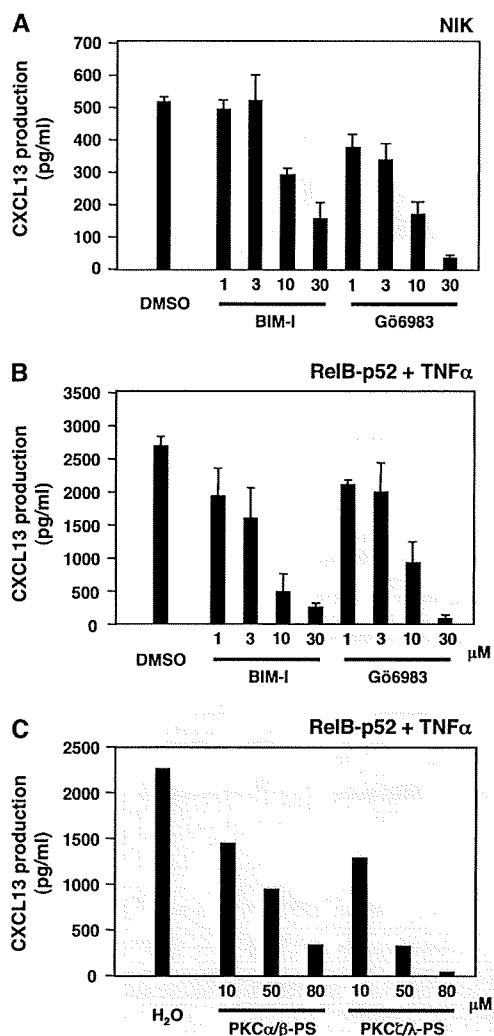 A
NIK
CXCL13 production
(pg/ml)
700
600
500
400
300
200
100
0
1 3 10 30 1 3 10 30
DMSO
BIM-I Gö6983
B
RelB-p52 + TNFα
CXCL13 production
(pg/ml)
3500
3000
2500
2000
1500
1000
500
0
1 3 10 30 1 3 10 30 μM
DMSO
BIM-I Gö6983
C
RelB-p52 + TNFα
CXCL13 production
(pg/ml)
2500
2000
1500
1000
500
0
10 50 80 10 50 80 μM
H₂O
PKCα/β-PS PKCζ/λ-PS